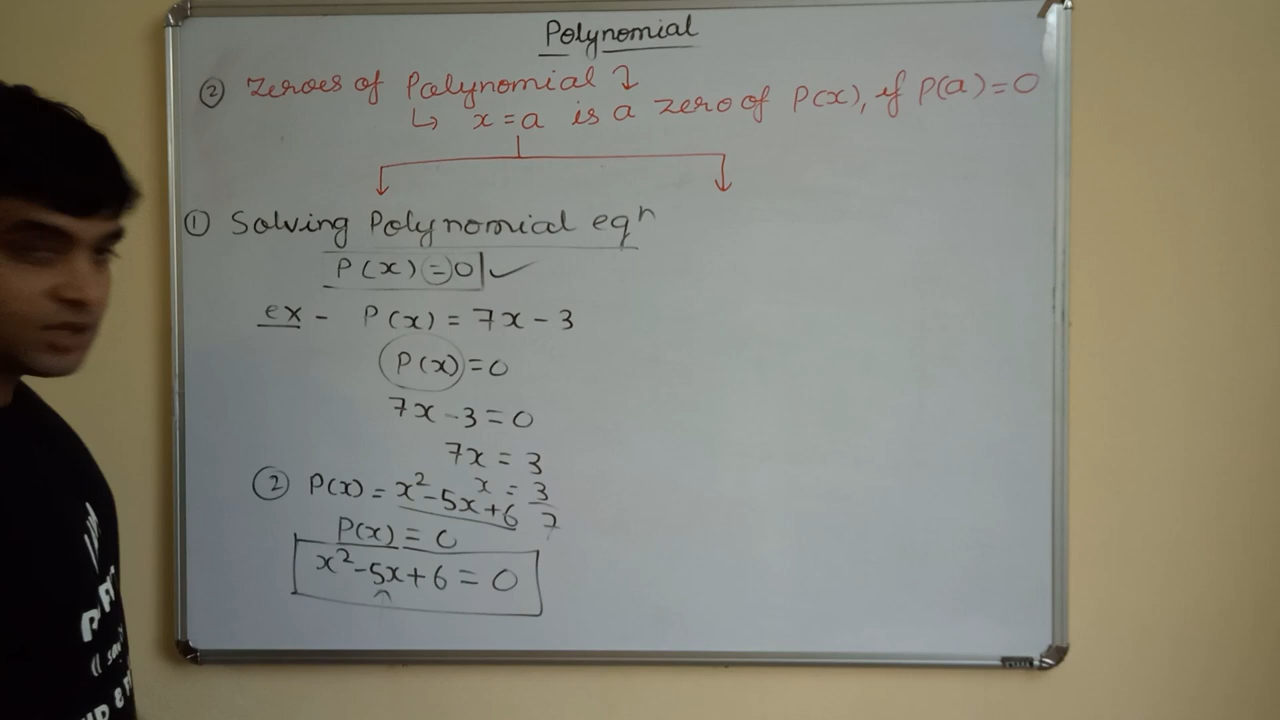 Polynomial
② Zeroes of Polynomial ↴
↳ x = a is a zero of P(x), if P(a) = 0
① Solving Polynomial eqⁿ
P(x) = 0 ✓
ex - P(x) = 7x - 3
P(x) = 0
7x - 3 = 0
7x = 3
x = 3/7
② P(x) = x² - 5x + 6
P(x) = 0
x² - 5x + 6 = 0